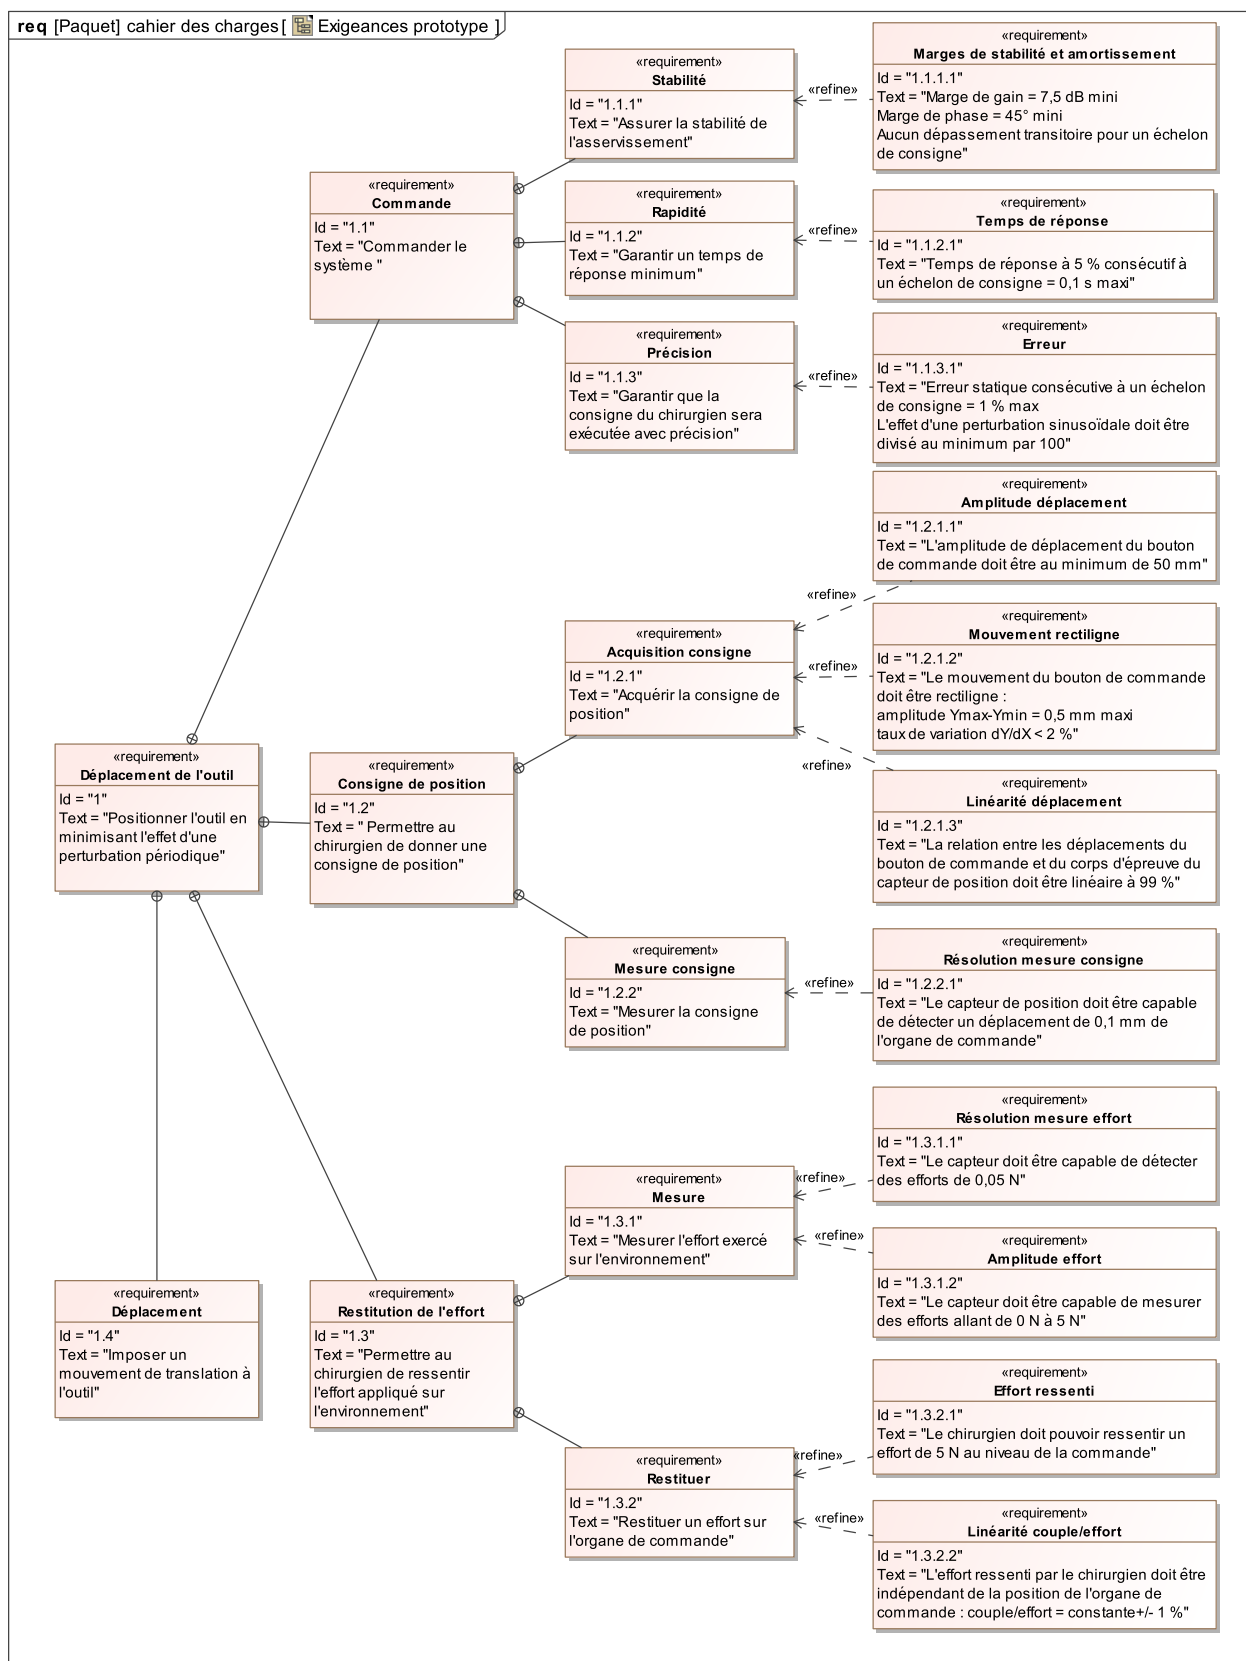 req [Paquet] cahier des charges [ Exigeances prototype ]
«requirement»
Stabilité
Id = "1.1.1"
Text = "Assurer la stabilité de
l'asservissement"
«refine»
«requirement»
Marges de stabilité et amortissement
Id = "1.1.1.1"
Text = "Marge de gain = 7,5 dB mini
Marge de phase = 45° mini
Aucun dépassement transitoire pour un échelon
de consigne"
«requirement»
Commande
Id = "1.1"
Text = "Commander le
système "
«requirement»
Rapidité
Id = "1.1.2"
Text = "Garantir un temps de
réponse minimum"
«refine»
«requirement»
Temps de réponse
Id = "1.1.2.1"
Text = "Temps de réponse à 5 % consécutif à
un échelon de consigne = 0,1 s maxi"
«requirement»
Précision
Id = "1.1.3"
Text = "Garantir que la
consigne du chirurgien sera
exécutée avec précision"
«refine»
«requirement»
Erreur
Id = "1.1.3.1"
Text = "Erreur statique consécutive à un échelon
de consigne = 1 % max
L'effet d'une perturbation sinusoïdale doit être
divisé au minimum par 100"
«requirement»
Amplitude déplacement
Id = "1.2.1.1"
Text = "L'amplitude de déplacement du bouton
de commande doit être au minimum de 50 mm"
«refine»
«requirement»
Acquisition consigne
Id = "1.2.1"
Text = "Acquérir la consigne de
position"
«refine»
«requirement»
Mouvement rectiligne
Id = "1.2.1.2"
Text = "Le mouvement du bouton de commande
doit être rectiligne :
amplitude Ymax-Ymin = 0,5 mm maxi
taux de variation dY/dX < 2 %"
«refine»
«requirement»
Déplacement de l'outil
Id = "1"
Text = "Positionner l'outil en
minimisant l'effet d'une
perturbation périodique"
«requirement»
Consigne de position
Id = "1.2"
Text = " Permettre au
chirurgien de donner une
consigne de position"
«requirement»
Linéarité déplacement
Id = "1.2.1.3"
Text = "La relation entre les déplacements du
bouton de commande et du corps d'épreuve du
capteur de position doit être linéaire à 99 %"
«requirement»
Mesure consigne
Id = "1.2.2"
Text = "Mesurer la consigne
de position"
«refine»
«requirement»
Résolution mesure consigne
Id = "1.2.2.1"
Text = "Le capteur de position doit être capable
de détecter un déplacement de 0,1 mm de
l'organe de commande"
«requirement»
Résolution mesure effort
Id = "1.3.1.1"
Text = "Le capteur doit être capable de détecter
des efforts de 0,05 N"
«refine»
«requirement»
Mesure
Id = "1.3.1"
Text = "Mesurer l'effort exercé
sur l'environnement"
«refine»
«requirement»
Amplitude effort
Id = "1.3.1.2"
Text = "Le capteur doit être capable de mesurer
des efforts allant de 0 N à 5 N"
«requirement»
Déplacement
Id = "1.4"
Text = "Imposer un
mouvement de translation à
l'outil"
«requirement»
Restitution de l'effort
Id = "1.3"
Text = "Permettre au
chirurgien de ressentir
l'effort appliqué sur
l'environnement"
«requirement»
Effort ressenti
Id = "1.3.2.1"
Text = "Le chirurgien doit pouvoir ressentir un
effort de 5 N au niveau de la commande"
«refine»
«requirement»
Restituer
Id = "1.3.2"
Text = "Restituer un effort sur
l'organe de commande"
«refine»
«requirement»
Linéarité couple/effort
Id = "1.3.2.2"
Text = "L'effort ressenti par le chirurgien doit être
indépendant de la position de l'organe de
commande : couple/effort = constante+/- 1 %"